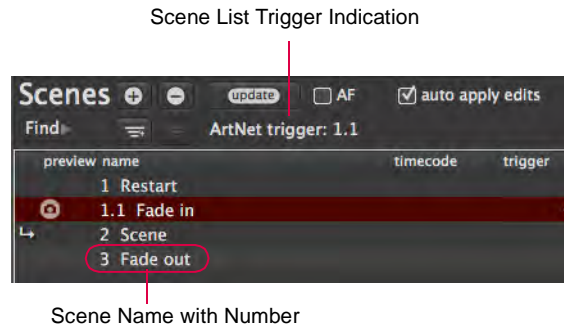 Scene List Trigger Indication
Scenes update AF auto apply edits
Find ArtNet trigger: 1.1
preview name timecode trigger
1 Restart
1.1 Fade in
2 Scene
3 Fade out
Scene Name with Number